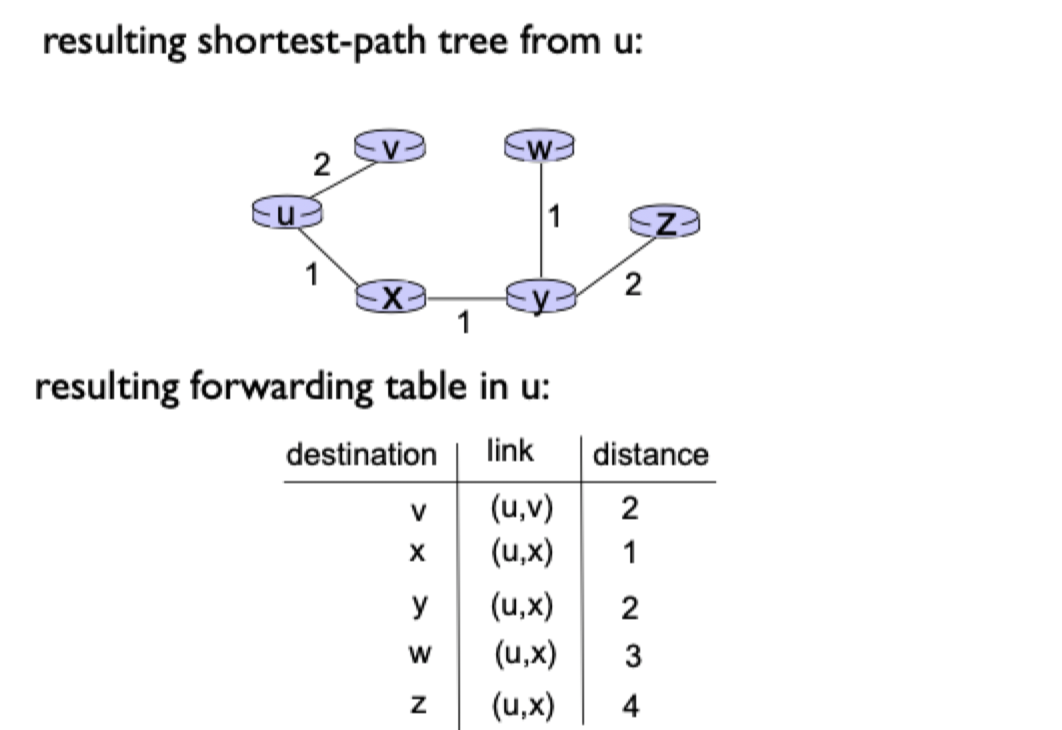 resulting shortest-path tree from u:
v w
2
u 1 z
1 x y 2
1
resulting forwarding table in u:
destination link distance
v (u,v) 2
x (u,x) 1
y (u,x) 2
w (u,x) 3
z (u,x) 4